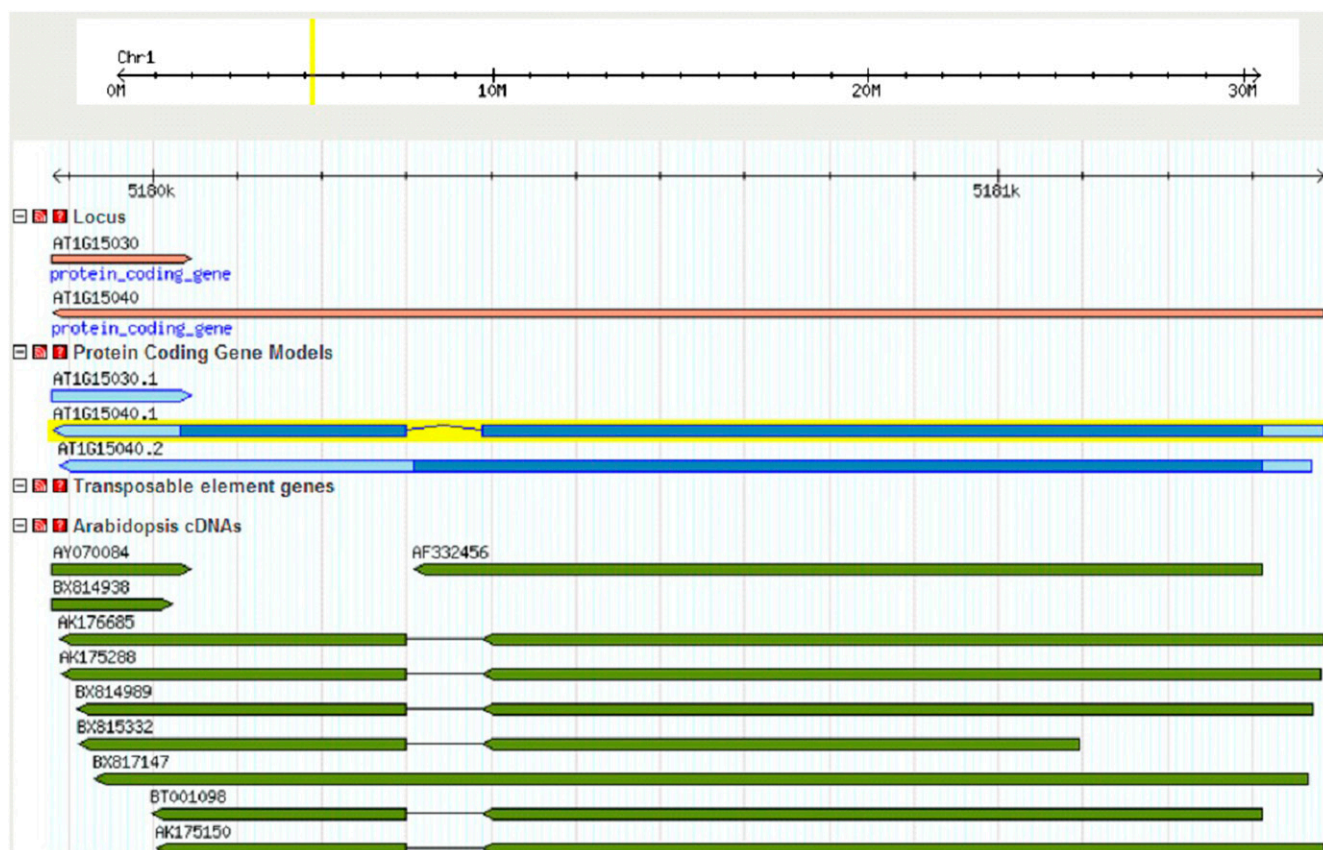 Chr1
0M 10M 20M 30M
5180k 5181k
Locus
AT1G15030
protein_coding_gene
AT1G15040
protein_coding_gene
Protein Coding Gene Models
AT1G15030.1
AT1G15040.1
AT1G15040.2
Transposable element genes
Arabidopsis cDNAs
AY070084 AF332456
BX814938
AK176685
AK175288
BX814989
BX815332
BX817147
BT001098
AK175150